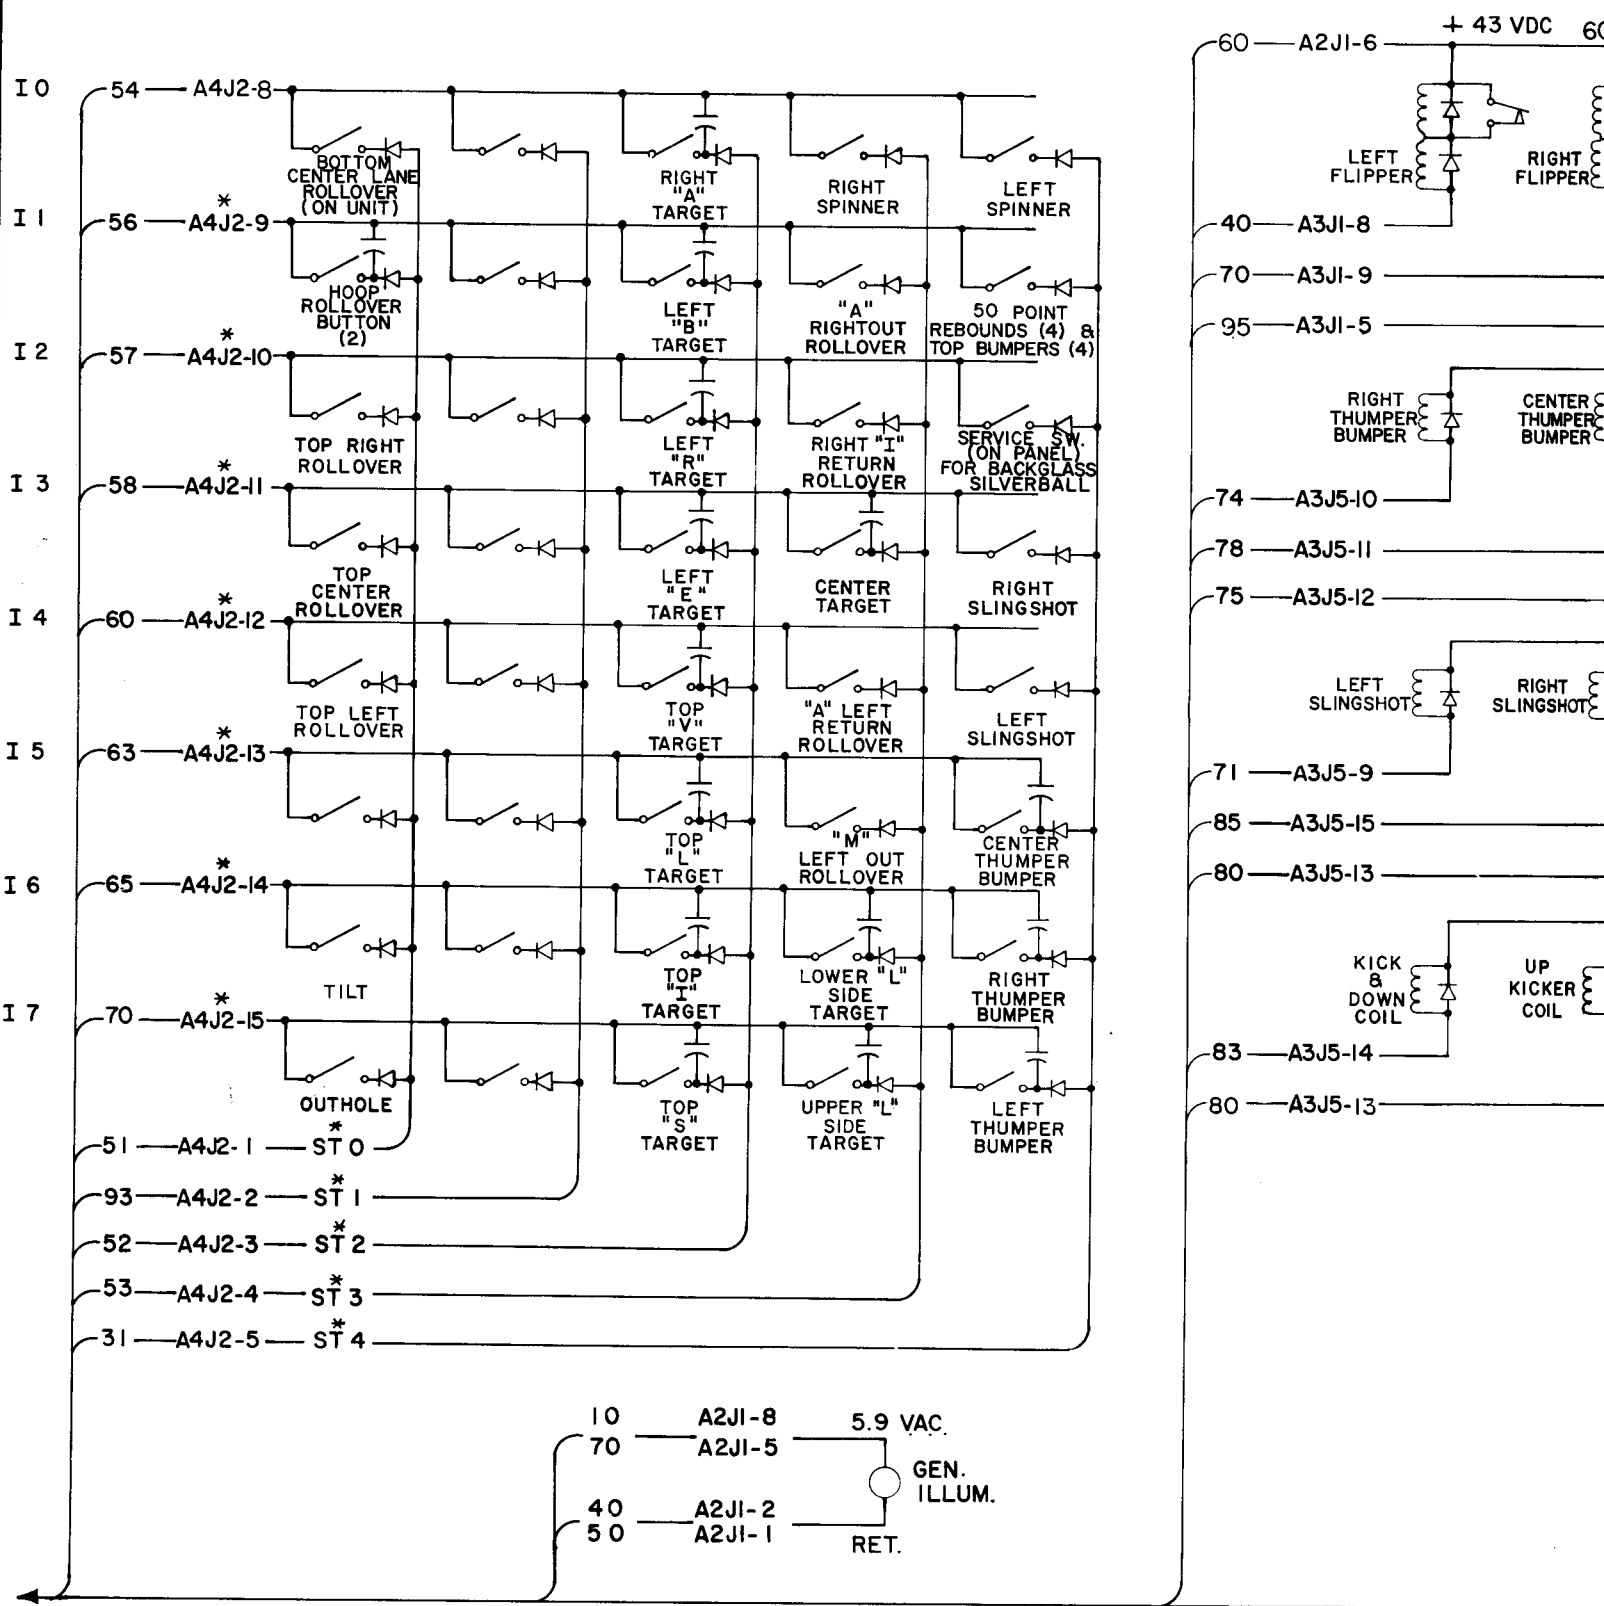 I 0 54 A4J2-8
BOTTOM
CENTER LANE
ROLLOVER
(ON UNIT)
RIGHT
"A"
TARGET
RIGHT
SPINNER
LEFT
SPINNER
*
I 1 56 A4J2-9
HOOP
ROLLOVER
BUTTON
(2)
LEFT
"B"
TARGET
"A"
RIGHTOUT
ROLLOVER
50 POINT
REBOUNDS (4) &
TOP BUMPERS (4)
*
I 2 57 A4J2-10
TOP RIGHT
ROLLOVER
LEFT
"R"
TARGET
RIGHT "I"
RETURN
ROLLOVER
SERVICE SW.
(ON PANEL)
FOR BACKGLASS
SILVERBALL
*
I 3 58 A4J2-11
TOP
CENTER
ROLLOVER
LEFT
"E"
TARGET
CENTER
TARGET
RIGHT
SLINGSHOT
*
I 4 60 A4J2-12
TOP LEFT
ROLLOVER
TOP
"V"
TARGET
"A" LEFT
RETURN
ROLLOVER
LEFT
SLINGSHOT
*
I 5 63 A4J2-13
TOP
"L"
TARGET
"M"
LEFT OUT
ROLLOVER
CENTER
THUMPER
BUMPER
*
I 6 65 A4J2-14
TILT
TOP
"I"
TARGET
LOWER "L"
SIDE
TARGET
RIGHT
THUMPER
BUMPER
*
I 7 70 A4J2-15
OUTHOLE
TOP
"S"
TARGET
UPPER "L"
SIDE
TARGET
LEFT
THUMPER
BUMPER
*
51 A4J2-1 ST 0
*
93 A4J2-2 ST 1
*
52 A4J2-3 ST 2
*
53 A4J2-4 ST 3
*
31 A4J2-5 ST 4
10 A2J1-8 5.9 VAC.
70 A2J1-5
GEN.
ILLUM.
40 A2J1-2
50 A2J1-1
RET.
+ 43 VDC
60 A2J1-6
LEFT
FLIPPER
RIGHT
FLIPPER
40 A3J1-8
70 A3J1-9
95 A3J1-5
RIGHT
THUMPER
BUMPER
CENTER
THUMPER
BUMPER
74 A3J5-10
78 A3J5-11
75 A3J5-12
LEFT
SLINGSHOT
RIGHT
SLINGSHOT
71 A3J5-9
85 A3J5-15
80 A3J5-13
KICK
&
DOWN
COIL
UP
KICKER
COIL
83 A3J5-14
80 A3J5-13